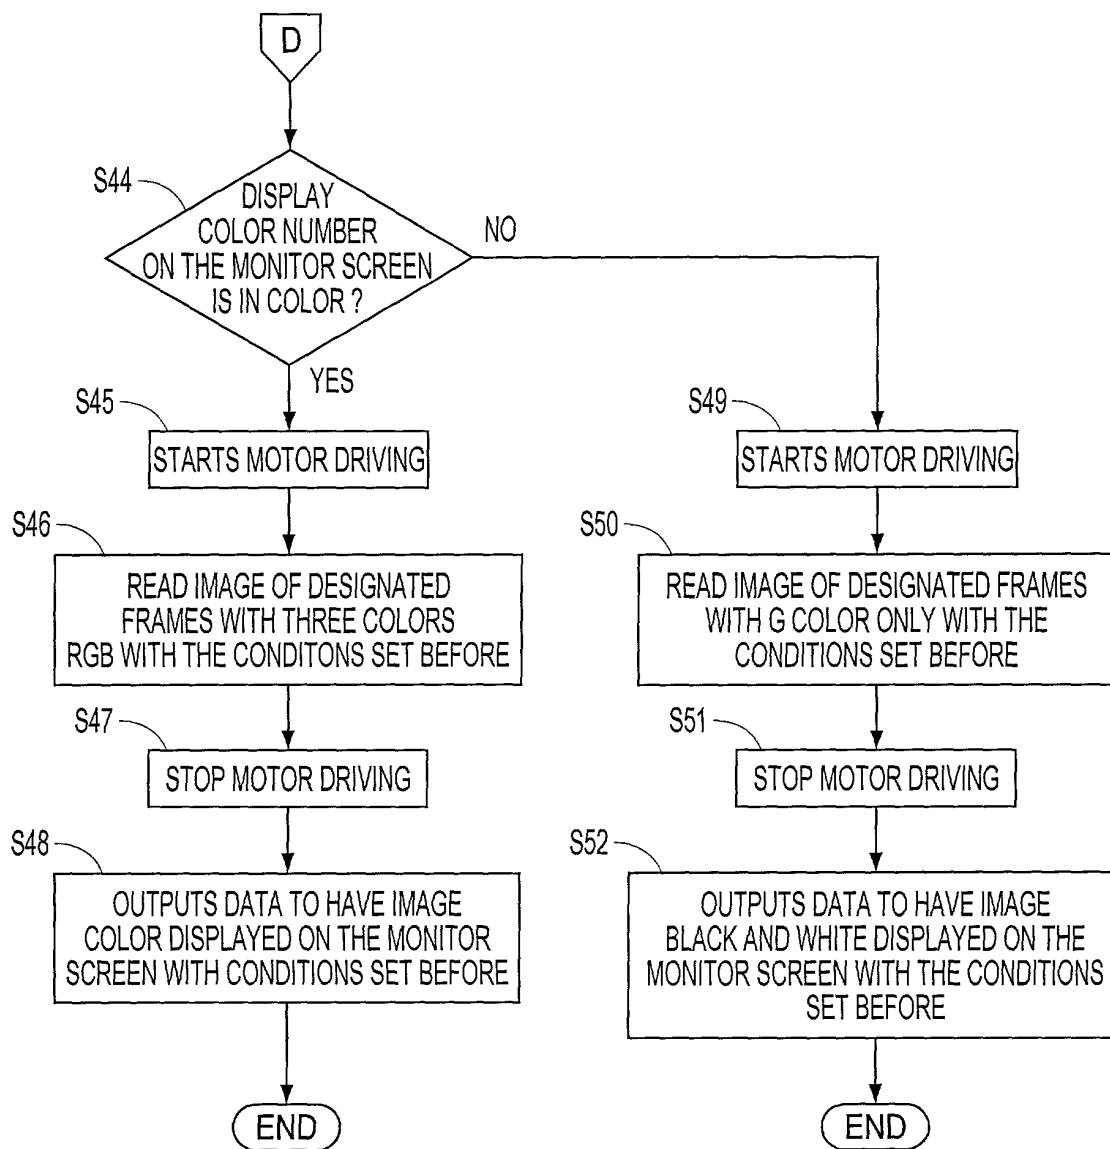 D
S44
DISPLAY
COLOR NUMBER
ON THE MONITOR SCREEN
IS IN COLOR ?
NO
YES
S45
STARTS MOTOR DRIVING
S46
READ IMAGE OF DESIGNATED
FRAMES WITH THREE COLORS
RGB WITH THE CONDITONS SET BEFORE
S47
STOP MOTOR DRIVING
S48
OUTPUTS DATA TO HAVE IMAGE
COLOR DISPLAYED ON THE MONITOR
SCREEN WITH CONDITIONS SET BEFORE
END
S49
STARTS MOTOR DRIVING
S50
READ IMAGE OF DESIGNATED FRAMES
WITH G COLOR ONLY WITH THE
CONDITIONS SET BEFORE
S51
STOP MOTOR DRIVING
S52
OUTPUTS DATA TO HAVE IMAGE
BLACK AND WHITE DISPLAYED ON THE
MONITOR SCREEN WITH THE CONDITIONS
SET BEFORE
END